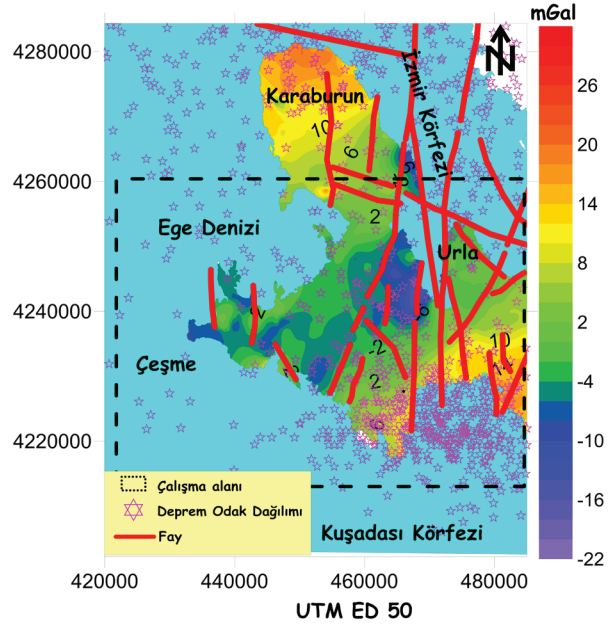 mGal
4280000
4260000
4240000
4220000
Karaburun
İzmir Körfezi
N
10
6
2
Ege Denizi
Urla
Çeşme
-2
2
10
Çalışma alanı
Deprem Odak Dağılımı
Fay
Kuşadası Körfezi
420000
440000
460000
480000
UTM ED 50
26
20
14
8
2
-4
-10
-16
-22